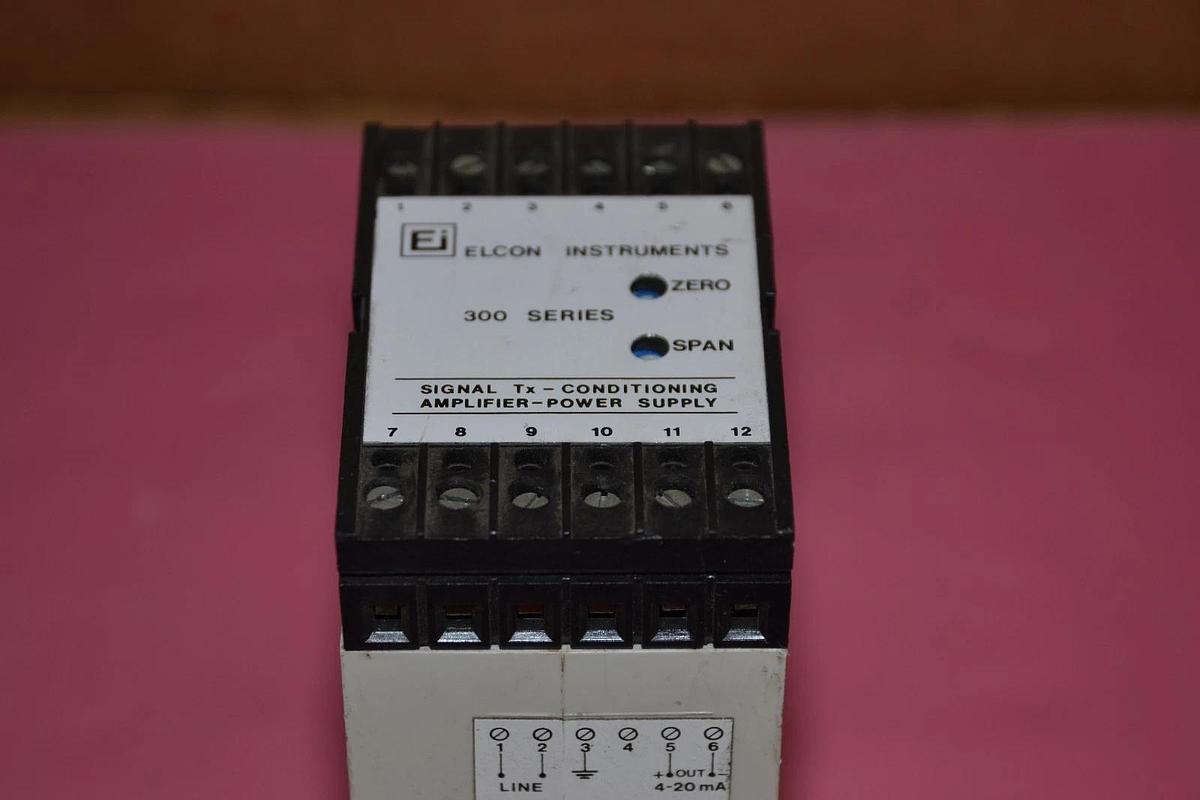 1 2 3 4 5 6
Ei ELCON INSTRUMENTS
ZERO
300 SERIES
SPAN
SIGNAL Tx - CONDITIONING
AMPLIFIER - POWER SUPPLY
7 8 9 10 11 12
1 2 3 4 5 6
+ OUT -
LINE 4-20 mA